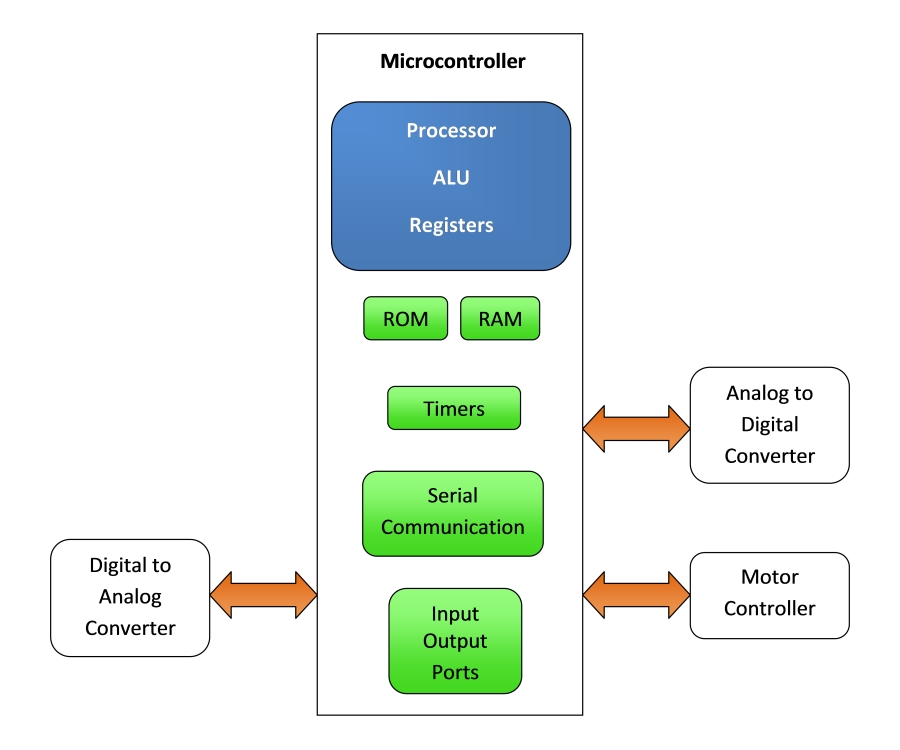 Microcontroller
Processor
ALU
Registers
ROM
RAM
Timers
Serial
Communication
Input
Output
Ports
Analog to
Digital
Converter
Digital to
Analog
Converter
Motor
Controller